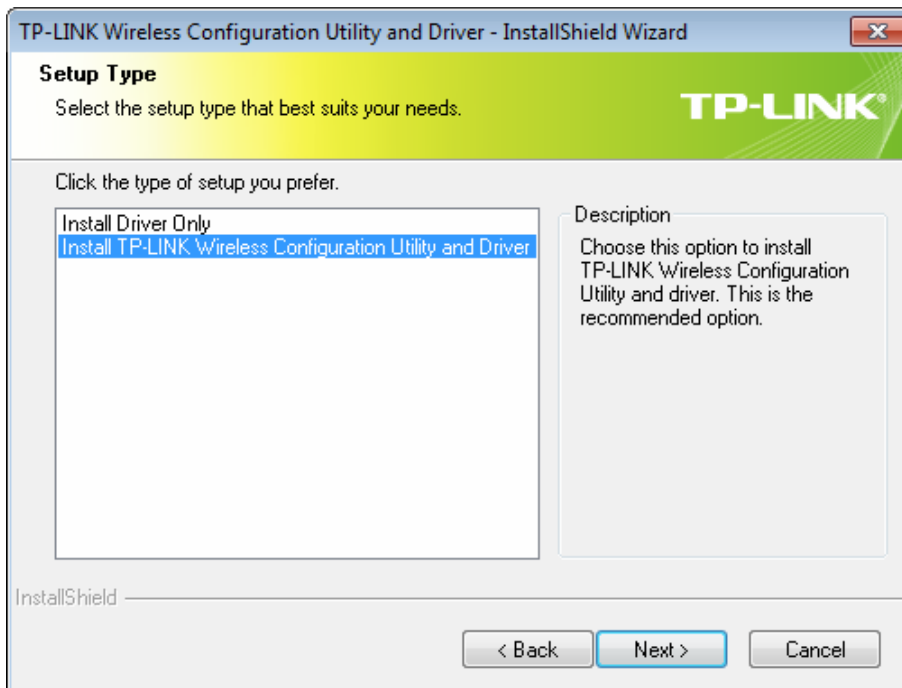 TP-LINK Wireless Configuration Utility and Driver - InstallShield Wizard
Setup Type
Select the setup type that best suits your needs.
TP-LINK®
Click the type of setup you prefer.
Install Driver Only
Install TP-LINK Wireless Configuration Utility and Driver
Description
Choose this option to install
TP-LINK Wireless Configuration
Utility and driver. This is the
recommended option.
InstallShield
< Back
Next >
Cancel